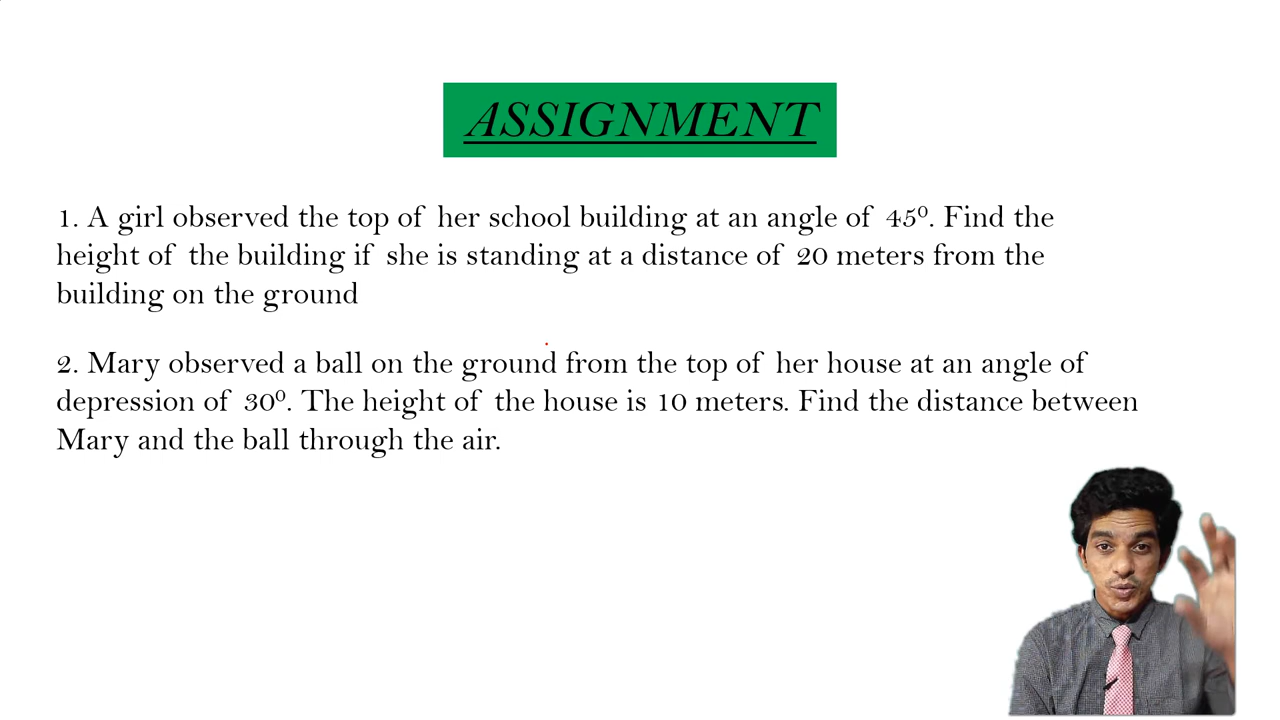 ASSIGNMENT
1. A girl observed the top of her school building at an angle of 45⁰. Find the
height of the building if she is standing at a distance of 20 meters from the
building on the ground
2. Mary observed a ball on the ground from the top of her house at an angle of
depression of 30⁰. The height of the house is 10 meters. Find the distance between
Mary and the ball through the air.